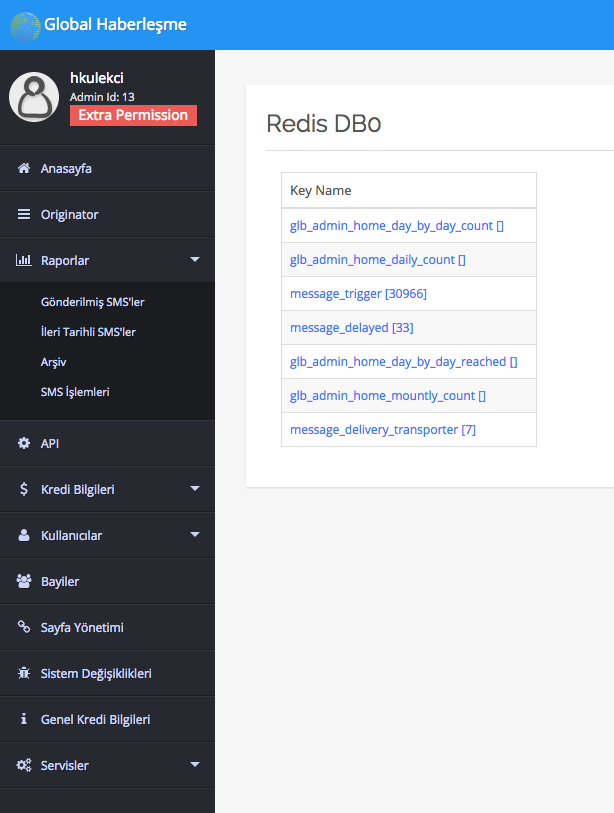 Global Haberleşme
hkulekci
Admin Id: 13
Extra Permission
Anasayfa
Originator
Raporlar
Gönderilmiş SMS'ler
İleri Tarihli SMS'ler
Arşiv
SMS İşlemleri
API
Kredi Bilgileri
Kullanıcılar
Bayiler
Sayfa Yönetimi
Sistem Değişiklikleri
Genel Kredi Bilgileri
Servisler
Redis DB0
Key Name
glb_admin_home_day_by_day_count []
glb_admin_home_daily_count []
message_trigger [30966]
message_delayed [33]
glb_admin_home_day_by_day_reached []
glb_admin_home_mountly_count []
message_delivery_transporter [7]